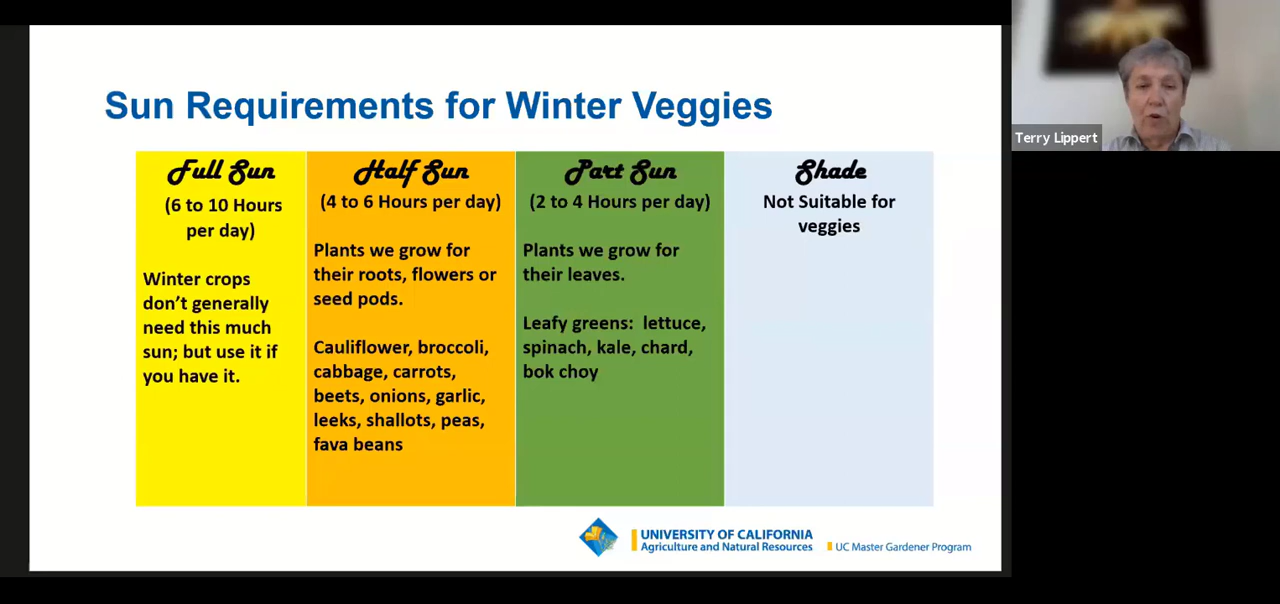 Sun Requirements for Winter Veggies
Full Sun
(6 to 10 Hours
per day)
Winter crops
don’t generally
need this much
sun; but use it if
you have it.
Half Sun
(4 to 6 Hours per day)
Plants we grow for
their roots, flowers or
seed pods.
Cauliflower, broccoli,
cabbage, carrots,
beets, onions, garlic,
leeks, shallots, peas,
fava beans
Part Sun
(2 to 4 Hours per day)
Plants we grow for
their leaves.
Leafy greens:  lettuce,
spinach, kale, chard,
bok choy
Shade
Not Suitable for
veggies
UNIVERSITY OF CALIFORNIA
Agriculture and Natural Resources
UC Master Gardener Program
Terry Lippert